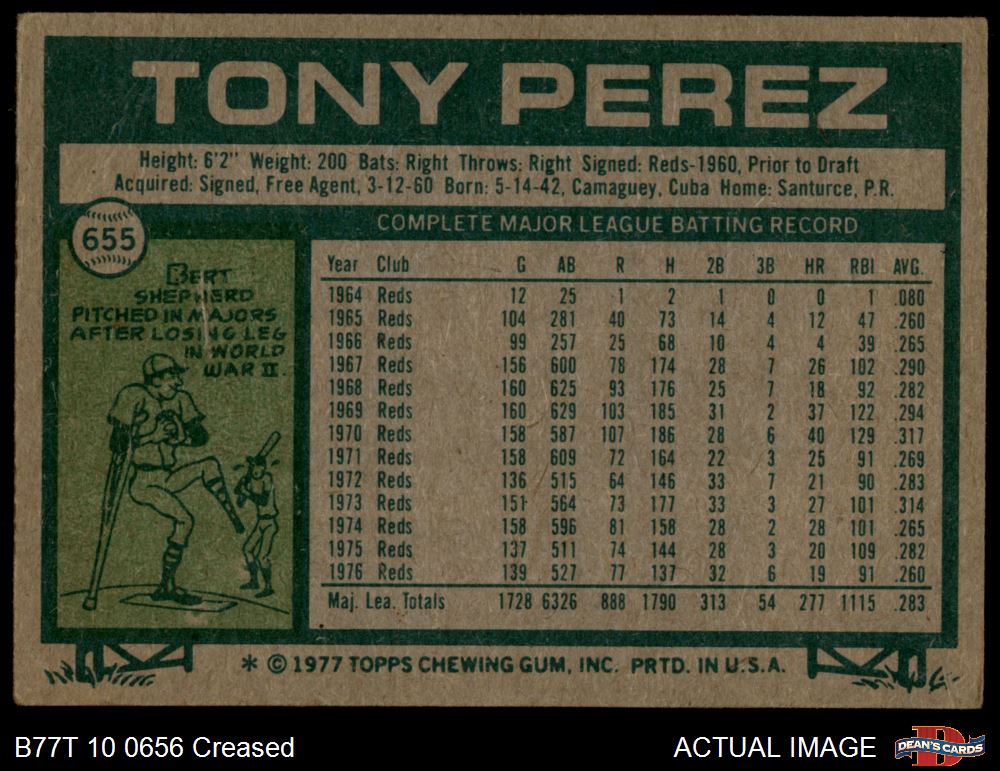 TONY PEREZ
Height: 6'2" Weight: 200 Bats: Right Throws: Right Signed: Reds-1960, Prior to Draft
Acquired: Signed, Free Agent, 3-12-60 Born: 5-14-42, Camaguey, Cuba Home: Santurce, P.R.
655
COMPLETE MAJOR LEAGUE BATTING RECORD
BERT
SHEPHERD
PITCHED IN MAJORS
AFTER LOSING LEG
IN WORLD
WAR II.
Year Club G AB R H 2B 3B HR RBI AVG.
1964 Reds 12 25 1 2 1 0 0 1 .080
1965 Reds 104 281 40 73 14 4 12 47 .260
1966 Reds 99 257 25 68 10 4 4 39 .265
1967 Reds 156 600 78 174 28 7 26 102 .290
1968 Reds 160 625 93 176 25 7 18 92 .282
1969 Reds 160 629 103 185 31 2 37 122 .294
1970 Reds 158 587 107 186 28 6 40 129 .317
1971 Reds 158 609 72 164 22 3 25 91 .269
1972 Reds 136 515 64 146 33 7 21 90 .283
1973 Reds 151 564 73 177 33 3 27 101 .314
1974 Reds 158 596 81 158 28 2 28 101 .265
1975 Reds 137 511 74 144 28 3 20 109 .282
1976 Reds 139 527 77 137 32 6 19 91 .260
Maj. Lea. Totals 1728 6326 888 1790 313 54 277 1115 .283
* © 1977 TOPPS CHEWING GUM, INC. PRTD. IN U.S.A.
B77T 10 0656 Creased
ACTUAL IMAGE
DEAN'S CARDS